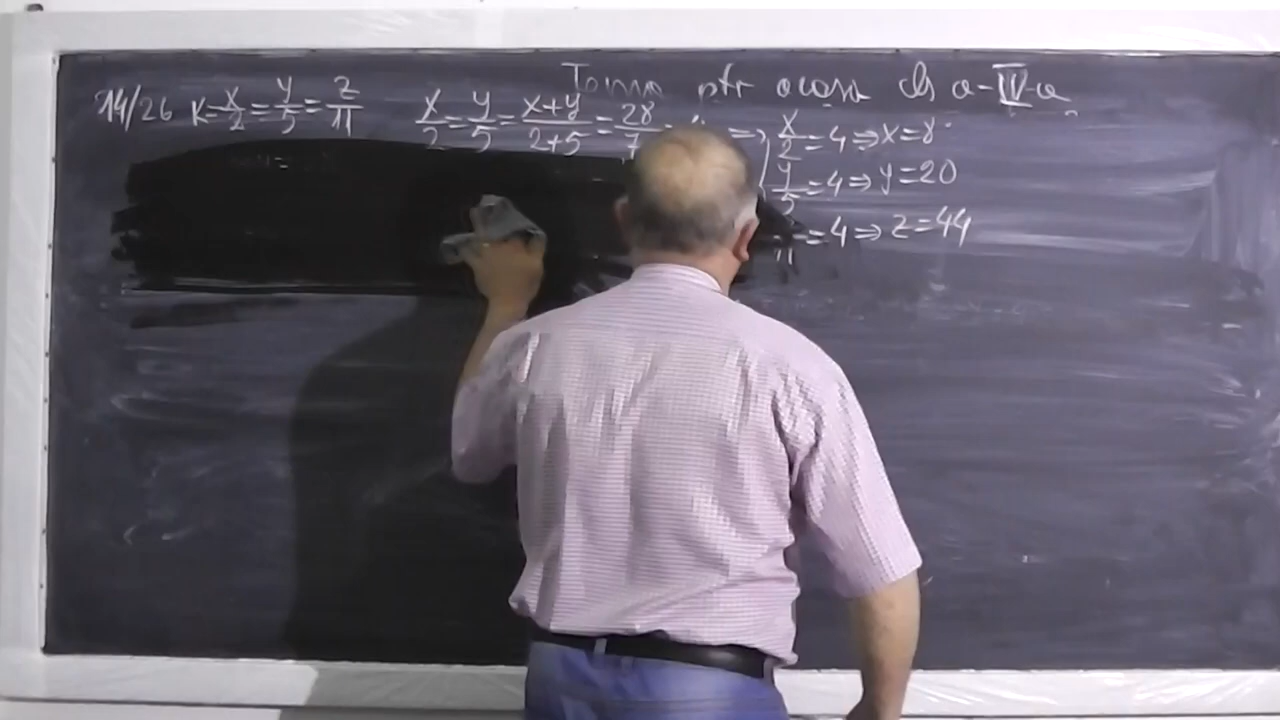 Tema ptr acasă cls a-IV-a
14/26 K=x/2=y/5=z/11 x/2=y/5=x+y/2+5=28/7 => x/2=4⇒x=8
y/5=4⇒y=20
/11=4⇒z=44